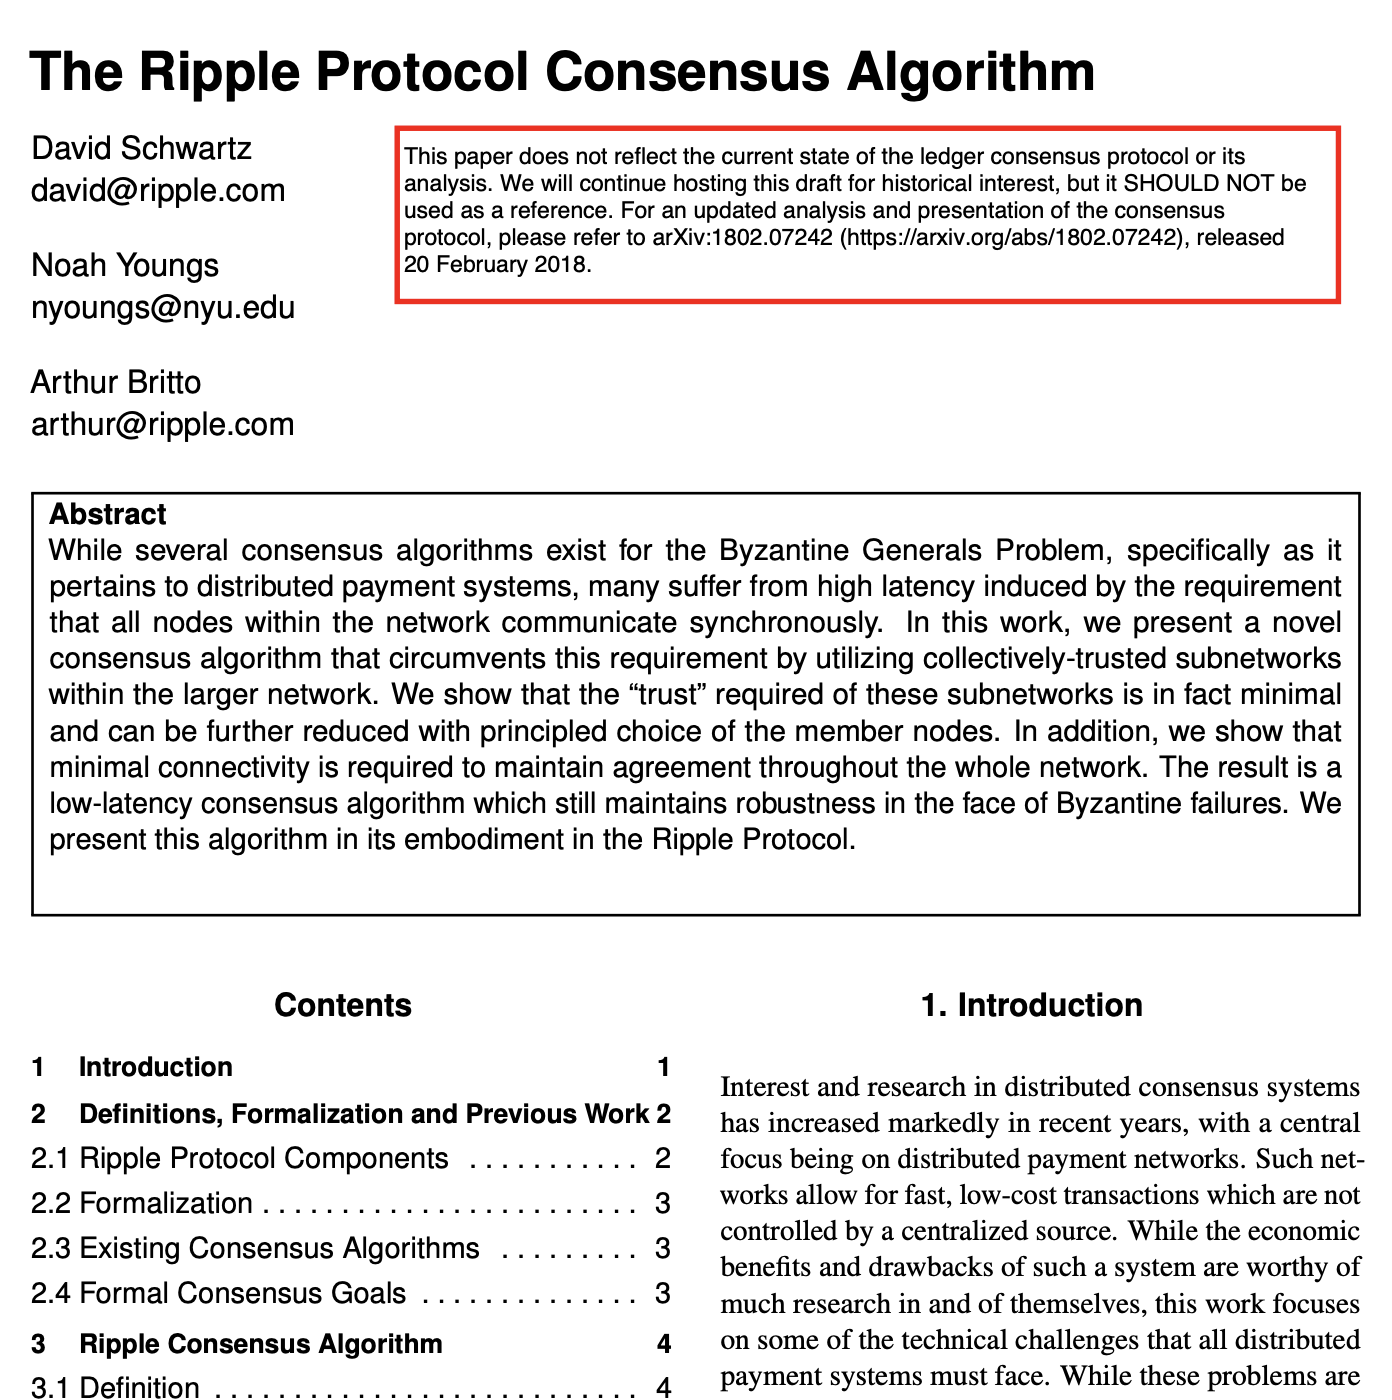 The Ripple Protocol Consensus Algorithm
David Schwartz
david@ripple.com
Noah Youngs
nyoungs@nyu.edu
Arthur Britto
arthur@ripple.com
This paper does not reflect the current state of the ledger consensus protocol or its
analysis. We will continue hosting this draft for historical interest, but it SHOULD NOT be
used as a reference. For an updated analysis and presentation of the consensus
protocol, please refer to arXiv:1802.07242 (https://arxiv.org/abs/1802.07242), released
20 February 2018.
Abstract
While several consensus algorithms exist for the Byzantine Generals Problem, specifically as it
pertains to distributed payment systems, many suffer from high latency induced by the requirement
that all nodes within the network communicate synchronously. In this work, we present a novel
consensus algorithm that circumvents this requirement by utilizing collectively-trusted subnetworks
within the larger network. We show that the “trust” required of these subnetworks is in fact minimal
and can be further reduced with principled choice of the member nodes. In addition, we show that
minimal connectivity is required to maintain agreement throughout the whole network. The result is a
low-latency consensus algorithm which still maintains robustness in the face of Byzantine failures. We
present this algorithm in its embodiment in the Ripple Protocol.
Contents
1 Introduction 1
2 Definitions, Formalization and Previous Work 2
2.1 Ripple Protocol Components . . . . . . . . . . . 2
2.2 Formalization . . . . . . . . . . . . . . . . . . . . . . . . 3
2.3 Existing Consensus Algorithms . . . . . . . . . 3
2.4 Formal Consensus Goals . . . . . . . . . . . . . . 3
3 Ripple Consensus Algorithm 4
3.1 Definition . . . . . . . . . . . . . . . . . . . . . . . . . . . 4
1. Introduction
Interest and research in distributed consensus systems
has increased markedly in recent years, with a central
focus being on distributed payment networks. Such net-
works allow for fast, low-cost transactions which are not
controlled by a centralized source. While the economic
benefits and drawbacks of such a system are worthy of
much research in and of themselves, this work focuses
on some of the technical challenges that all distributed
payment systems must face. While these problems are